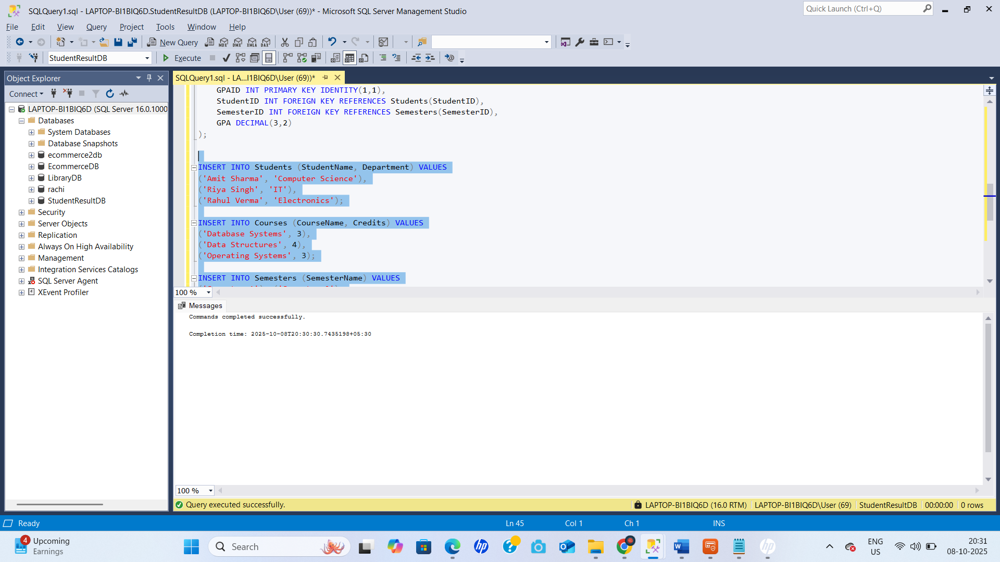 SQLQuery1.sql - LAPTOP-BI1BIQ6D.StudentResultDB (LAPTOP-BI1BIQ6D\User (69))* - Microsoft SQL Server Management Studio
Quick Launch (Ctrl+Q)
File Edit View Query Project Tools Window Help
New Query MDX DMX XMLA DAX
StudentResultDB Execute
Object Explorer
Connect
LAPTOP-BI1BIQ6D (SQL Server 16.0.1000
Databases
System Databases
Database Snapshots
ecommerce2db
EcommerceDB
LibraryDB
rachi
StudentResultDB
Security
Server Objects
Replication
Always On High Availability
Management
Integration Services Catalogs
SQL Server Agent
XEvent Profiler
SQLQuery1.sql - LA...I1BIQ6D\User (69))*
GPAID INT PRIMARY KEY IDENTITY(1,1),
StudentID INT FOREIGN KEY REFERENCES Students(StudentID),
SemesterID INT FOREIGN KEY REFERENCES Semesters(SemesterID),
GPA DECIMAL(3,2)
);
INSERT INTO Students (StudentName, Department) VALUES
('Amit Sharma', 'Computer Science'),
('Riya Singh', 'IT'),
('Rahul Verma', 'Electronics');
INSERT INTO Courses (CourseName, Credits) VALUES
('Database Systems', 3),
('Data Structures', 4),
('Operating Systems', 3);
INSERT INTO Semesters (SemesterName) VALUES
100 %
Messages
Commands completed successfully.
Completion time: 2025-10-08T20:30:30.7435198+05:30
100 %
Query executed successfully.
LAPTOP-BI1BIQ6D (16.0 RTM) LAPTOP-BI1BIQ6D\User (69) StudentResultDB 00:00:00 0 rows
Ready Ln 45 Col 1 Ch 1 INS
4
Upcoming
Earnings
Search
hp
ENG
US
20:31
08-10-2025